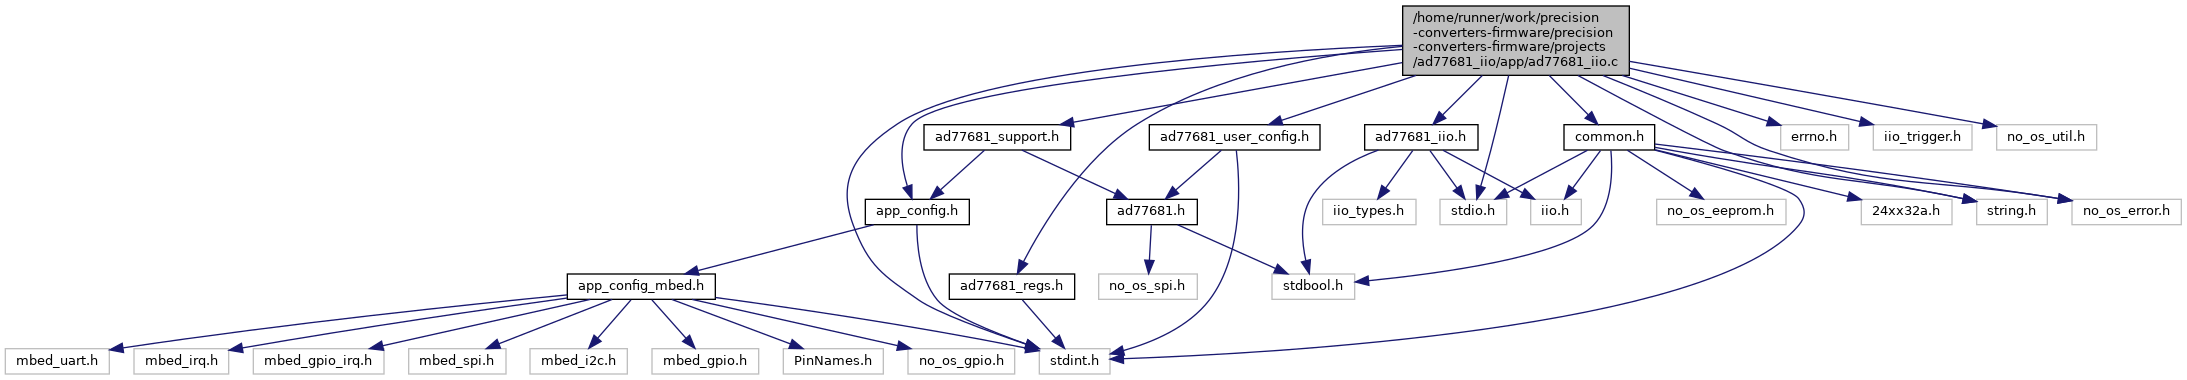 /home/runner/work/precision
-converters-firmware/precision
-converters-firmware/projects
/ad77681_iio/app/ad77681_iio.c
ad77681_support.h
ad77681_user_config.h
ad77681_iio.h
common.h
errno.h
iio_trigger.h
no_os_util.h
app_config.h
ad77681.h
iio_types.h
stdio.h
iio.h
no_os_eeprom.h
24xx32a.h
string.h
no_os_error.h
app_config_mbed.h
ad77681_regs.h
no_os_spi.h
stdbool.h
mbed_uart.h
mbed_irq.h
mbed_gpio_irq.h
mbed_spi.h
mbed_i2c.h
mbed_gpio.h
PinNames.h
no_os_gpio.h
stdint.h